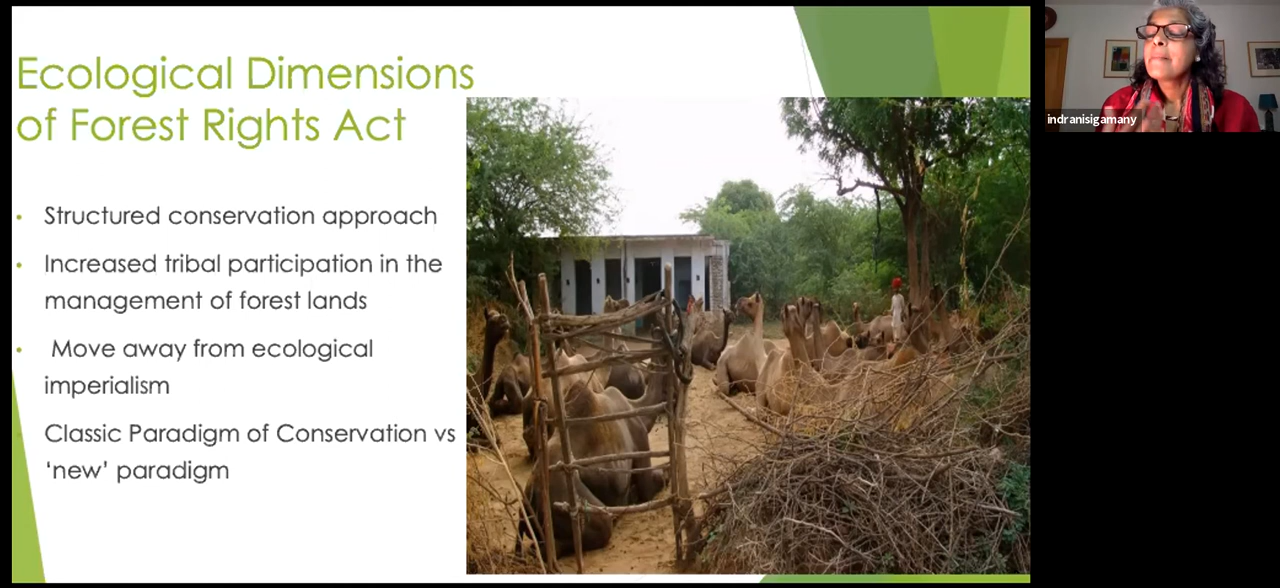 Ecological Dimensions
of Forest Rights Act
• Structured conservation approach
• Increased tribal participation in the
management of forest lands
• Move away from ecological
imperialism
Classic Paradigm of Conservation vs
‘new’ paradigm
indranisigamany